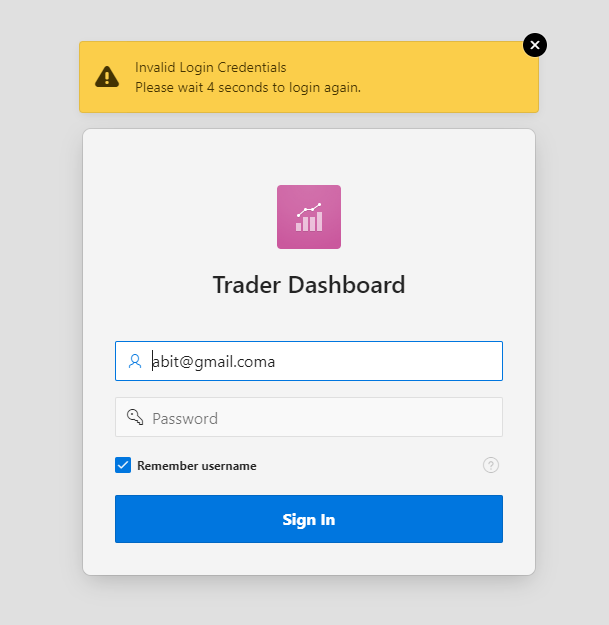 Invalid Login Credentials
Please wait 4 seconds to login again.
Trader Dashboard
abit@gmail.coma
Password
Remember username
?
Sign In